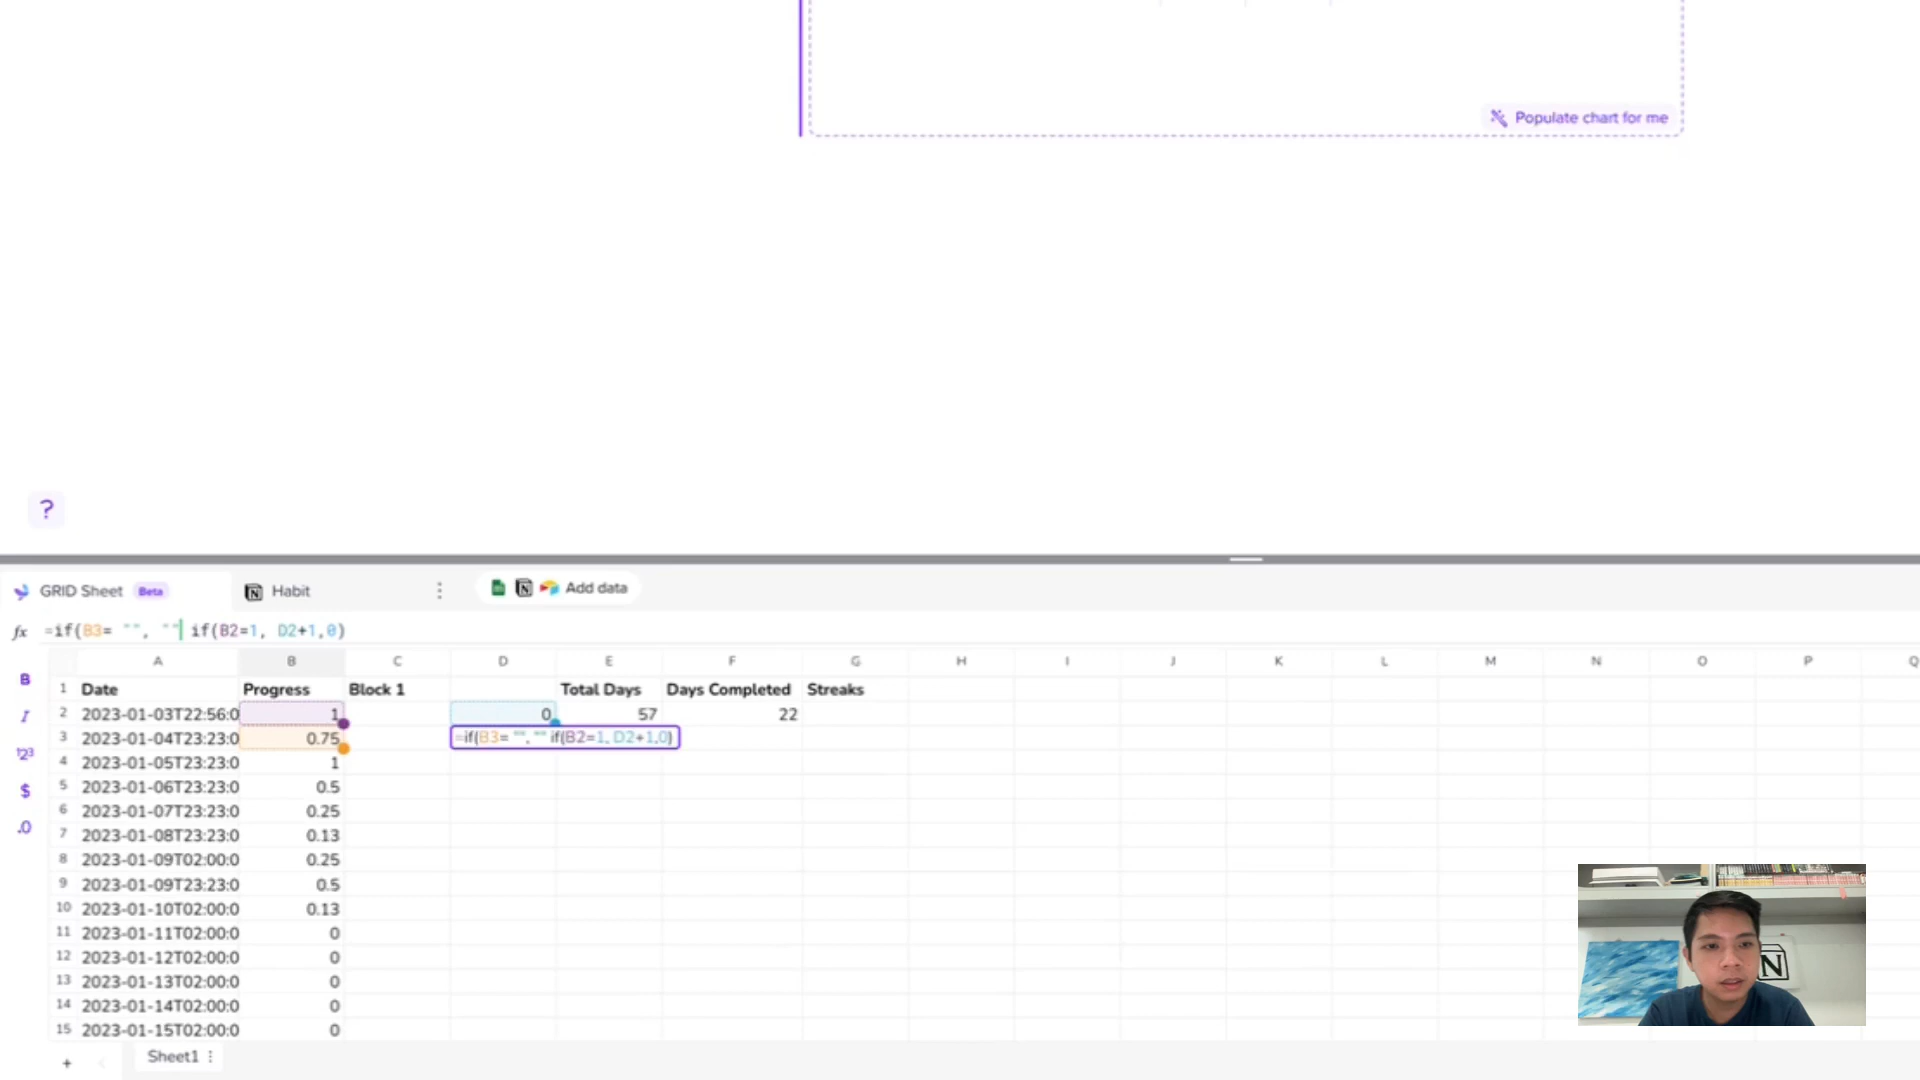 Populate chart for me
?
GRID Sheet Beta Habit Add data
fx =if(B3= "", "" if(B2=1, D2+1,0)
A B C D E F G H I J K L M N O P Q
1 Date Progress Block 1 Total Days Days Completed Streaks
2 2023-01-03T22:56:0 1 0 57 22
3 2023-01-04T23:23:0 0.75 =if(B3= "", "" if(B2=1, D2+1,0)
4 2023-01-05T23:23:0 1
5 2023-01-06T23:23:0 0.5
6 2023-01-07T23:23:0 0.25
7 2023-01-08T23:23:0 0.13
8 2023-01-09T02:00:0 0.25
9 2023-01-09T23:23:0 0.5
10 2023-01-10T02:00:0 0.13
11 2023-01-11T02:00:0 0
12 2023-01-12T02:00:0 0
13 2023-01-13T02:00:0 0
14 2023-01-14T02:00:0 0
15 2023-01-15T02:00:0 0
B
I
123
$
.0
+ Sheet1
N